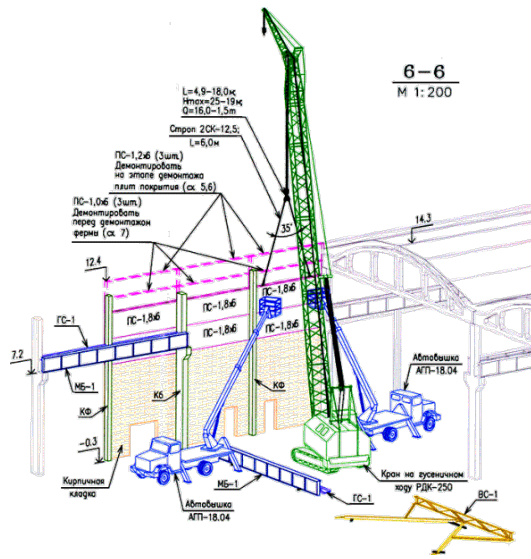 6-6
М 1:200
L=4,9-18,0м;
Hmax=25-19м;
Q=16,0-1,5т
Строп 2СК-12,5;
L=6,0м
ПС-1,2х6 (3шт.)
Демонтировать
на этапе демонтажа
плит покрытия (сх. 5,6)
ПС-1,0х6 (3шт.)
Демонтировать
перед демонтажом
фермы (сх. 7)
35°
14.3
12.4
ПС-1,8х6
ГС-1
ПС-1,8х6
ПС-1,8х6
ПС-1,8х6
ПС-1,8х6
7.2
МБ-1
Автовышка
АГП-18.04
КФ
К6
КФ
-0.3
Кирпичная
кладка
МБ-1
Автовышка
АГП-18.04
ГС-1
Кран на гусеничном
ходу РДК-250
ВС-1